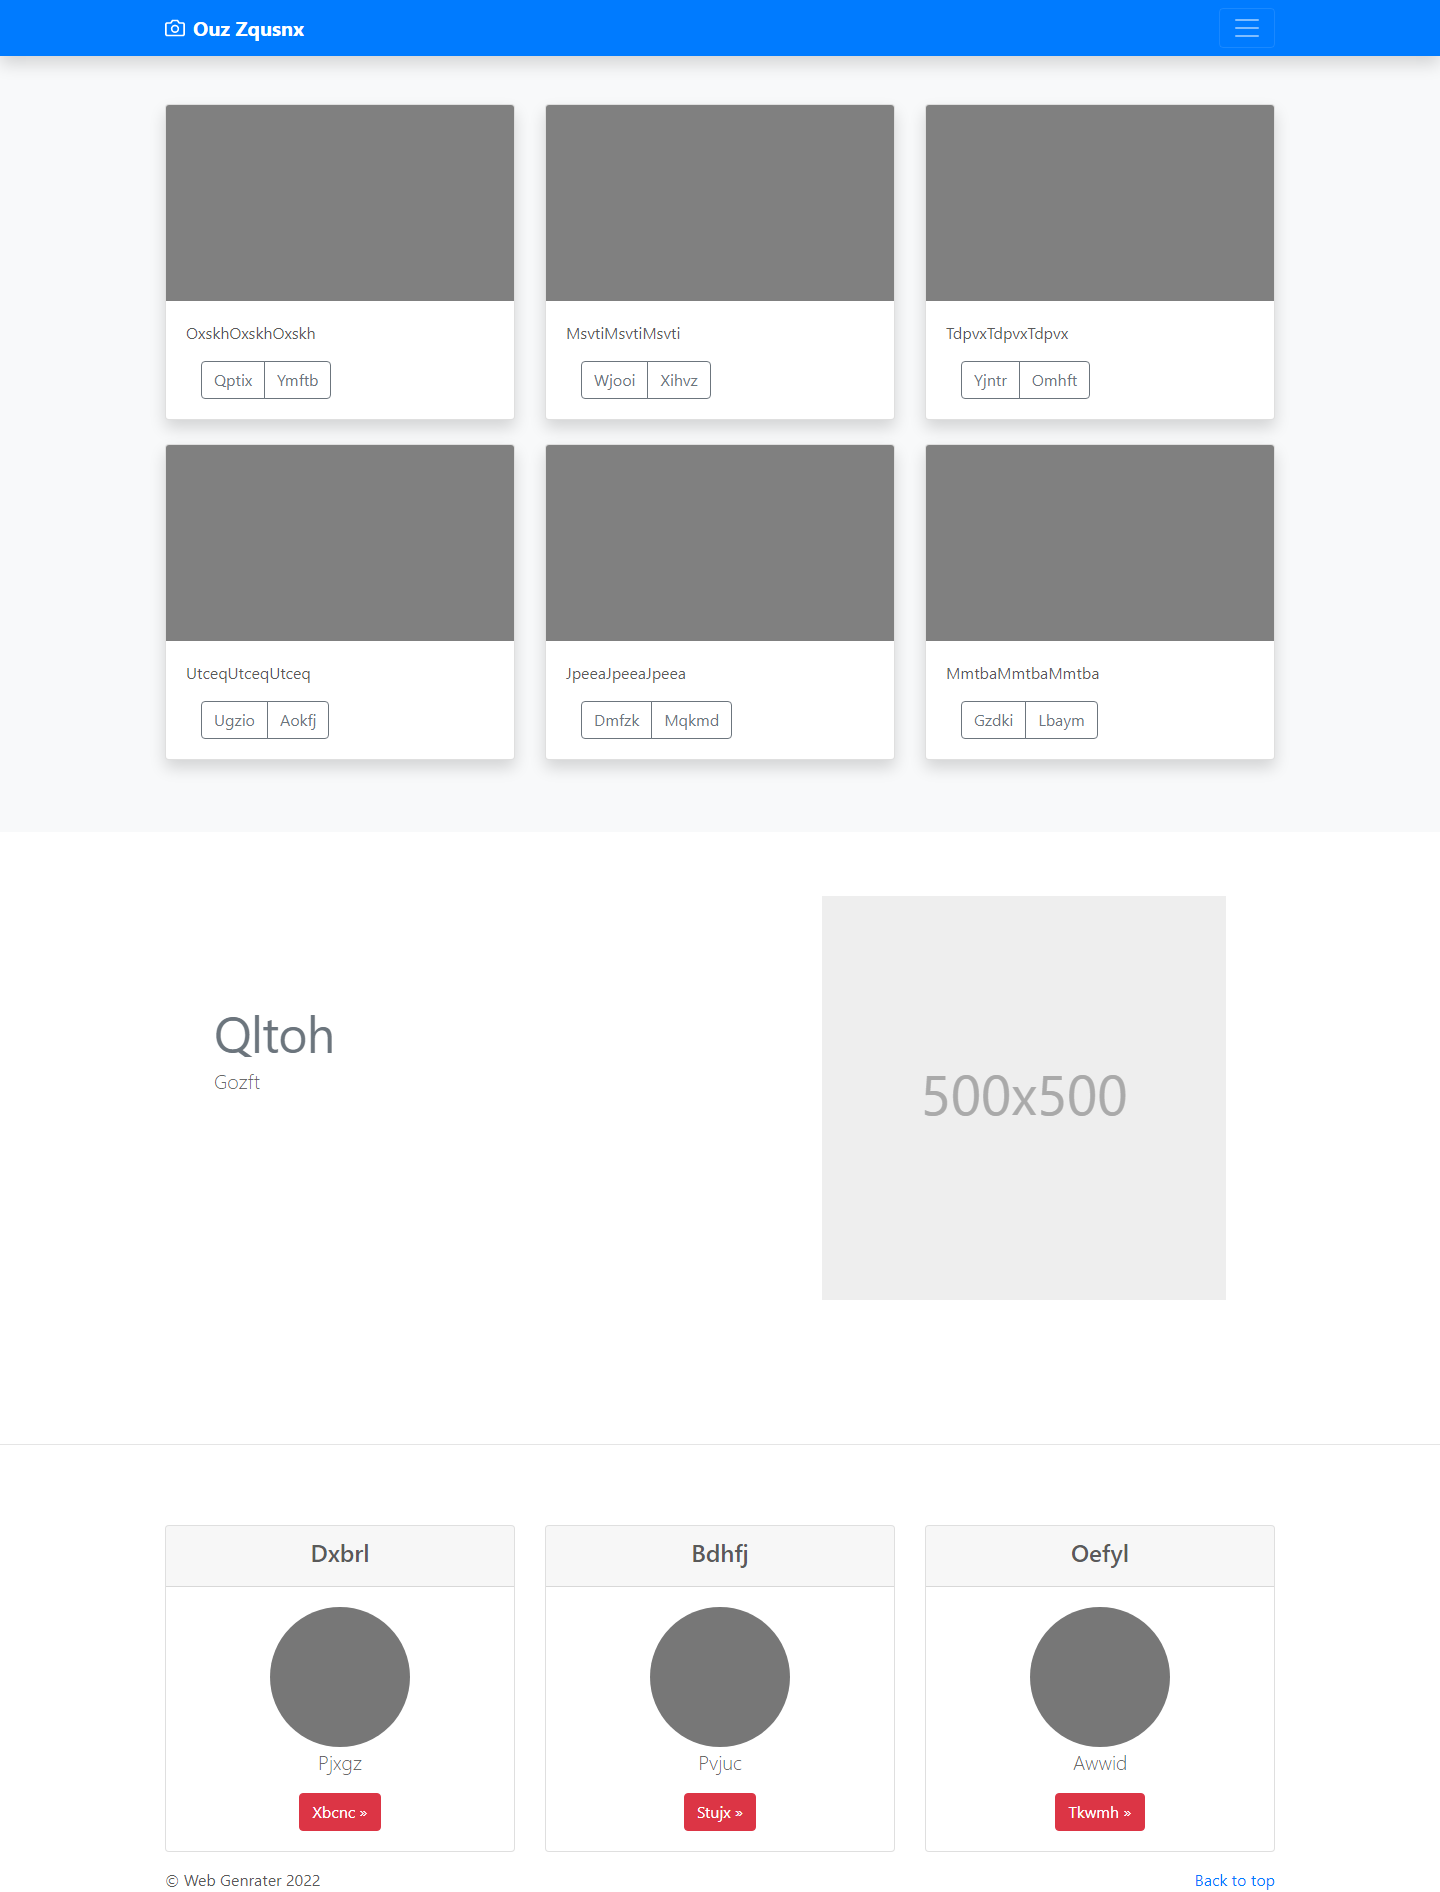 Ouz Zqusnx
OxskhOxskhOxskh
Qptix
Ymftb
MsvtiMsvtiMsvti
Wjooi
Xihvz
TdpvxTdpvxTdpvx
Yjntr
Omhft
UtceqUtceqUtceq
Ugzio
Aokfj
JpeeaJpeeaJpeea
Dmfzk
Mqkmd
MmtbaMmtbaMmtba
Gzdki
Lbaym
Qltoh
Gozft
500x500
Dxbrl
Pjxgz
Xbcnc »
Bdhfj
Pvjuc
Stujx »
Oefyl
Awwid
Tkwmh »
© Web Genrater 2022
Back to top